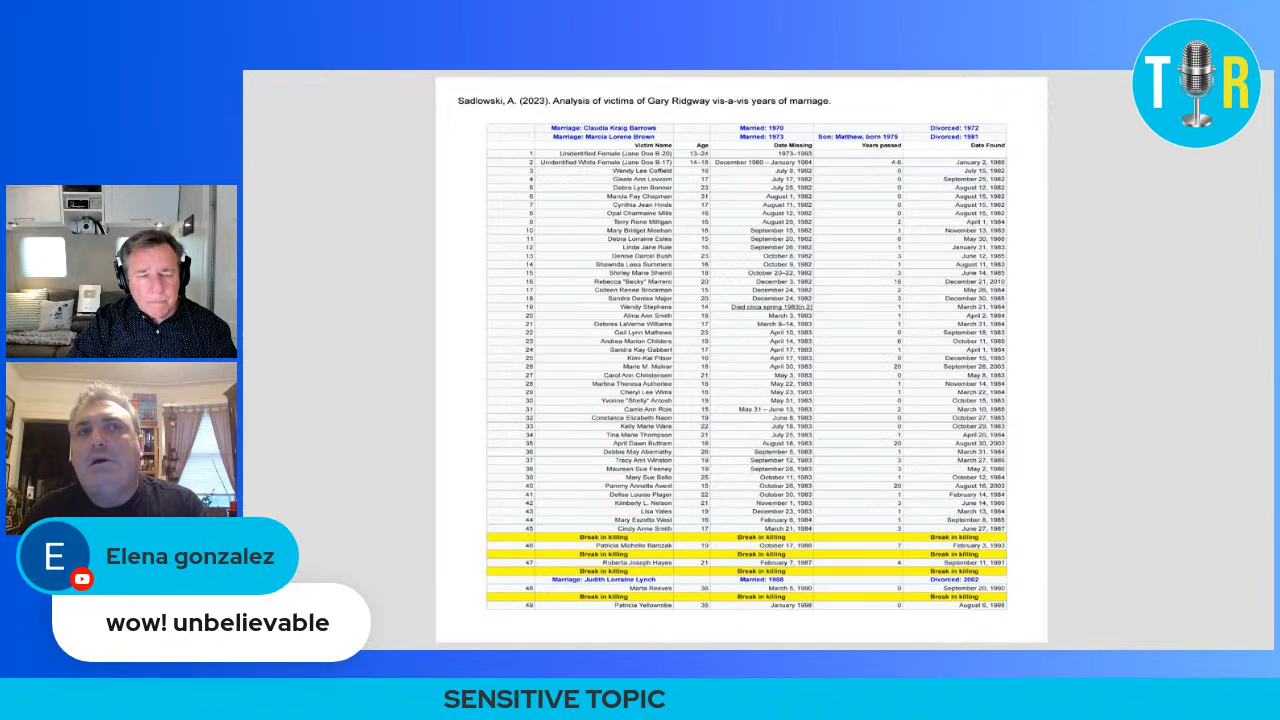 T R
Sadlowski, A. (2023). Analysis of victims of Gary Ridgway vis-a-vis years of marriage.
Marriage: Claudia Kraig Barrows Married: 1970 Divorced: 1972
Marriage: Marcia Lorene Brown Married: 1973 Son: Matthew, born 1975 Divorced: 1981
Victim Name Age Date Missing Years passed Date Found
1 Unidentified Female (Jane Doe B-20) 13–24 1973–1993
2 Unidentified White Female (Jane Doe B-17) 14–18 December 1980 – January 1984 4-6 January 2, 1986
3 Wendy Lee Coffield 16 July 8, 1982 0 July 15, 1982
4 Gisele Ann Lovvorn 17 July 17, 1982 0 September 25, 1982
5 Debra Lynn Bonner 23 July 25, 1982 0 August 12, 1982
6 Marcia Fay Chapman 31 August 1, 1982 0 August 15, 1982
7 Cynthia Jean Hinds 17 August 11, 1982 0 August 15, 1982
8 Opal Charmaine Mills 16 August 12, 1982 0 August 15, 1982
9 Terry Rene Milligan 16 August 28, 1982 2 April 1, 1984
10 Mary Bridget Meehan 18 September 15, 1982 1 November 13, 1983
11 Debra Lorraine Estes 15 September 20, 1982 6 May 30, 1988
12 Linda Jane Rule 16 September 26, 1982 1 January 31, 1983
13 Denise Darcel Bush 23 October 8, 1982 3 June 12, 1985
14 Shawnda Leea Summers 16 October 9, 1982 1 August 11, 1983
15 Shirley Marie Sherrill 18 October 20–22, 1982 3 June 14, 1985
16 Rebecca "Becky" Marrero 20 December 3, 1982 18 December 21, 2010
17 Colleen Renee Brockman 15 December 24, 1982 2 May 26, 1984
18 Sandra Denise Major 20 December 24, 1982 3 December 30, 1985
19 Wendy Stephens 14 Died circa spring 1983[n 2] 1 March 21, 1984
20 Alma Ann Smith 18 March 3, 1983 1 April 2, 1984
21 Delores LaVerne Williams 17 March 8–14, 1983 1 March 31, 1984
22 Gail Lynn Mathews 23 April 10, 1983 0 September 18, 1983
23 Andrea Marion Childers 19 April 14, 1983 6 October 11, 1989
24 Sandra Kay Gabbert 17 April 17, 1983 1 April 1, 1984
25 Kimi-Kai Pitsor 16 April 17, 1983 0 December 15, 1983
26 Marie M. Malvar 18 April 30, 1983 20 September 26, 2003
27 Carol Ann Christensen 21 May 3, 1983 0 May 8, 1983
28 Martina Theresa Authorlee 18 May 22, 1983 1 November 14, 1984
29 Cheryl Lee Wims 18 May 23, 1983 1 March 22, 1984
30 Yvonne "Shelly" Antosh 19 May 31, 1983 0 October 15, 1983
31 Carrie Ann Rois 15 May 31 – June 13, 1983 2 March 10, 1985
32 Constance Elizabeth Naon 19 June 8, 1983 0 October 27, 1983
33 Kelly Marie Ware 22 July 18, 1983 0 October 29, 1983
34 Tina Marie Thompson 21 July 25, 1983 1 April 20, 1984
35 April Dawn Buttram 16 August 18, 1983 20 August 30, 2003
36 Debbie May Abernathy 26 September 5, 1983 1 March 31, 1984
37 Tracy Ann Winston 19 September 12, 1983 3 March 27, 1986
38 Maureen Sue Feeney 19 September 28, 1983 3 May 2, 1986
39 Mary Sue Bello 25 October 11, 1983 1 October 12, 1984
40 Pammy Annette Avent 15 October 26, 1983 20 August 16, 2003
41 Delise Louise Plager 22 October 30, 1983 1 February 14, 1984
42 Kimberly L. Nelson 21 November 1, 1983 3 June 14, 1986
43 Lisa Yates 19 December 23, 1983 1 March 13, 1984
44 Mary Exzetta West 16 February 6, 1984 1 September 8, 1985
45 Cindy Anne Smith 17 March 21, 1984 3 June 27, 1987
Break in killing Break in killing Break in killing
46 Patricia Michelle Barczak 19 October 17, 1986 7 February 3, 1993
Break in killing Break in killing Break in killing
47 Roberta Joseph Hayes 21 February 7, 1987 4 September 11, 1991
Break in killing Break in killing Break in killing
Marriage: Judith Lorraine Lynch Married: 1988 Divorced: 2002
48 Marta Reeves 36 March 5, 1990 0 September 20, 1990
Break in killing Break in killing Break in killing
49 Patricia Yellowrobe 38 January 1998 0 August 6, 1998
E
Elena gonzalez
wow! unbelievable
SENSITIVE TOPIC